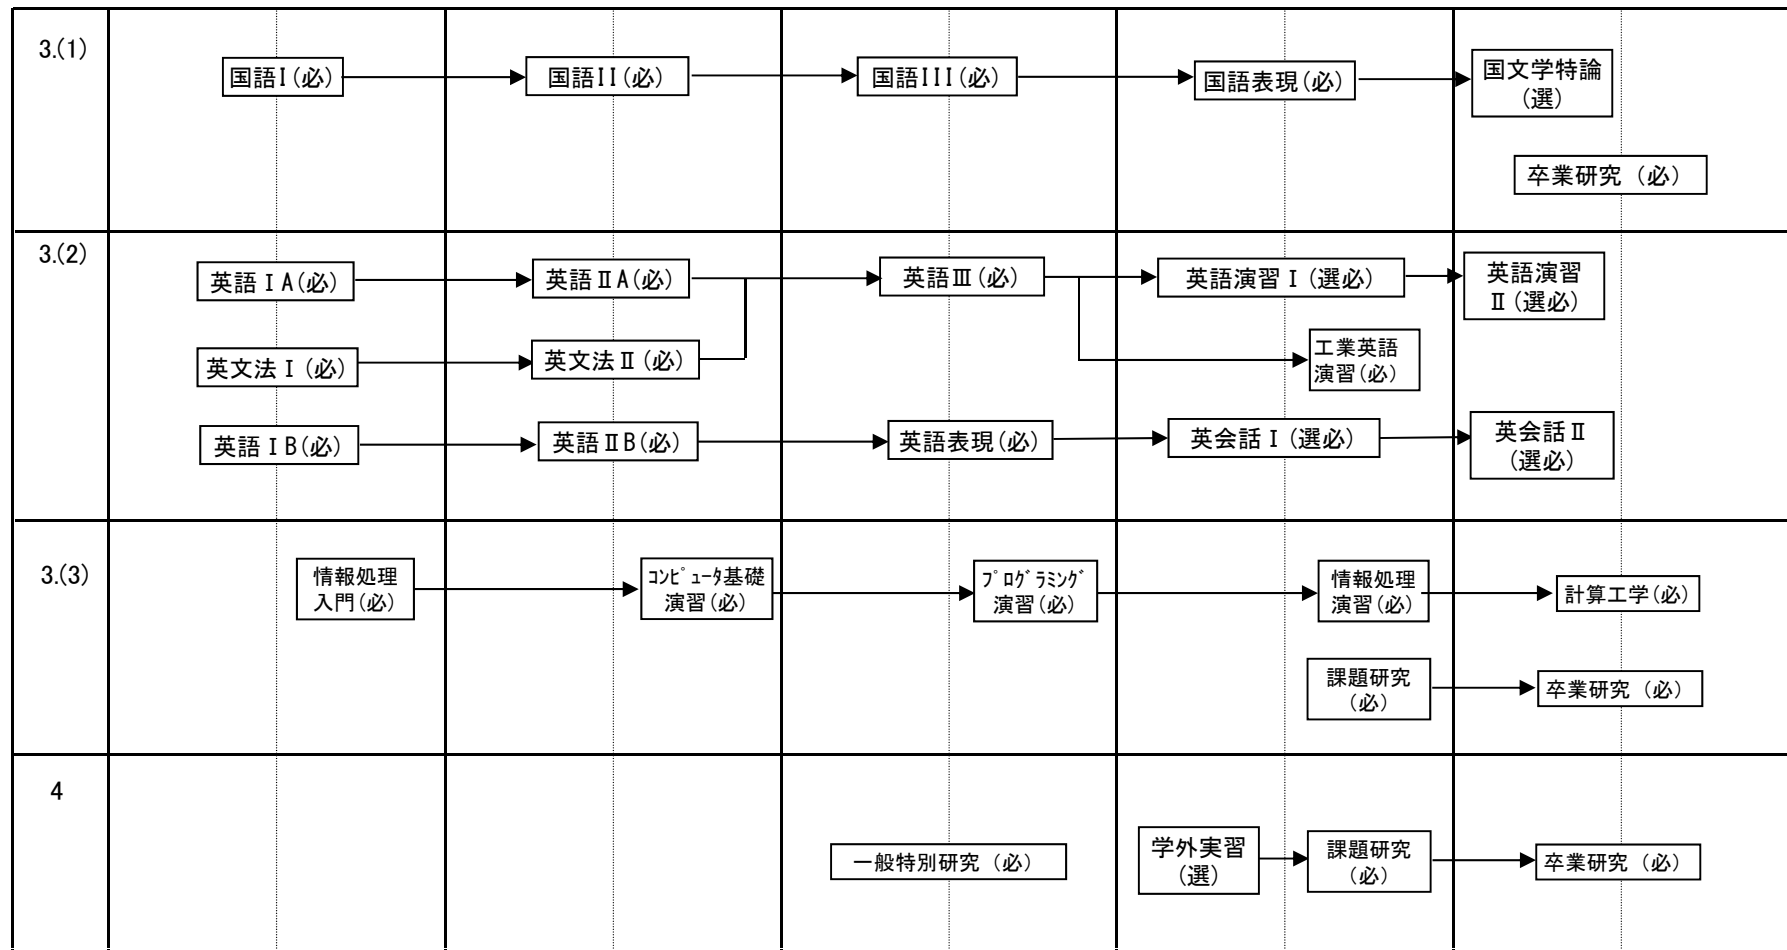 3.(1)
国語I(必)
国語II(必)
国語III(必)
国語表現(必)
国文学特論
(選)
卒業研究 (必)
3.(2)
英語ⅠA(必)
英語ⅡA(必)
英語Ⅲ(必)
英語演習Ⅰ(選必)
英語演習
Ⅱ(選必)
英文法Ⅰ(必)
英文法Ⅱ(必)
工業英語
演習(必)
英語ⅠB(必)
英語ⅡB(必)
英語表現(必)
英会話Ⅰ(選必)
英会話Ⅱ
(選必)
3.(3)
情報処理
入門(必)
コンピュータ基礎
演習(必)
プログラミング
演習(必)
情報処理
演習(必)
計算工学(必)
課題研究
(必)
卒業研究 (必)
4
一般特別研究 (必)
学外実習
(選)
課題研究
(必)
卒業研究 (必)